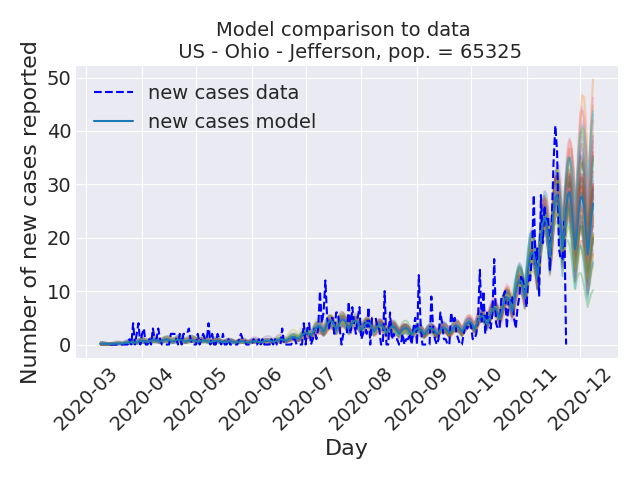 Model comparison to data
US - Ohio - Jefferson, pop. = 65325
Number of new cases reported
50
40
30
20
10
0
new cases data
new cases model
2020-03
2020-04
2020-05
2020-06
2020-07
2020-08
2020-09
2020-10
2020-11
2020-12
Day